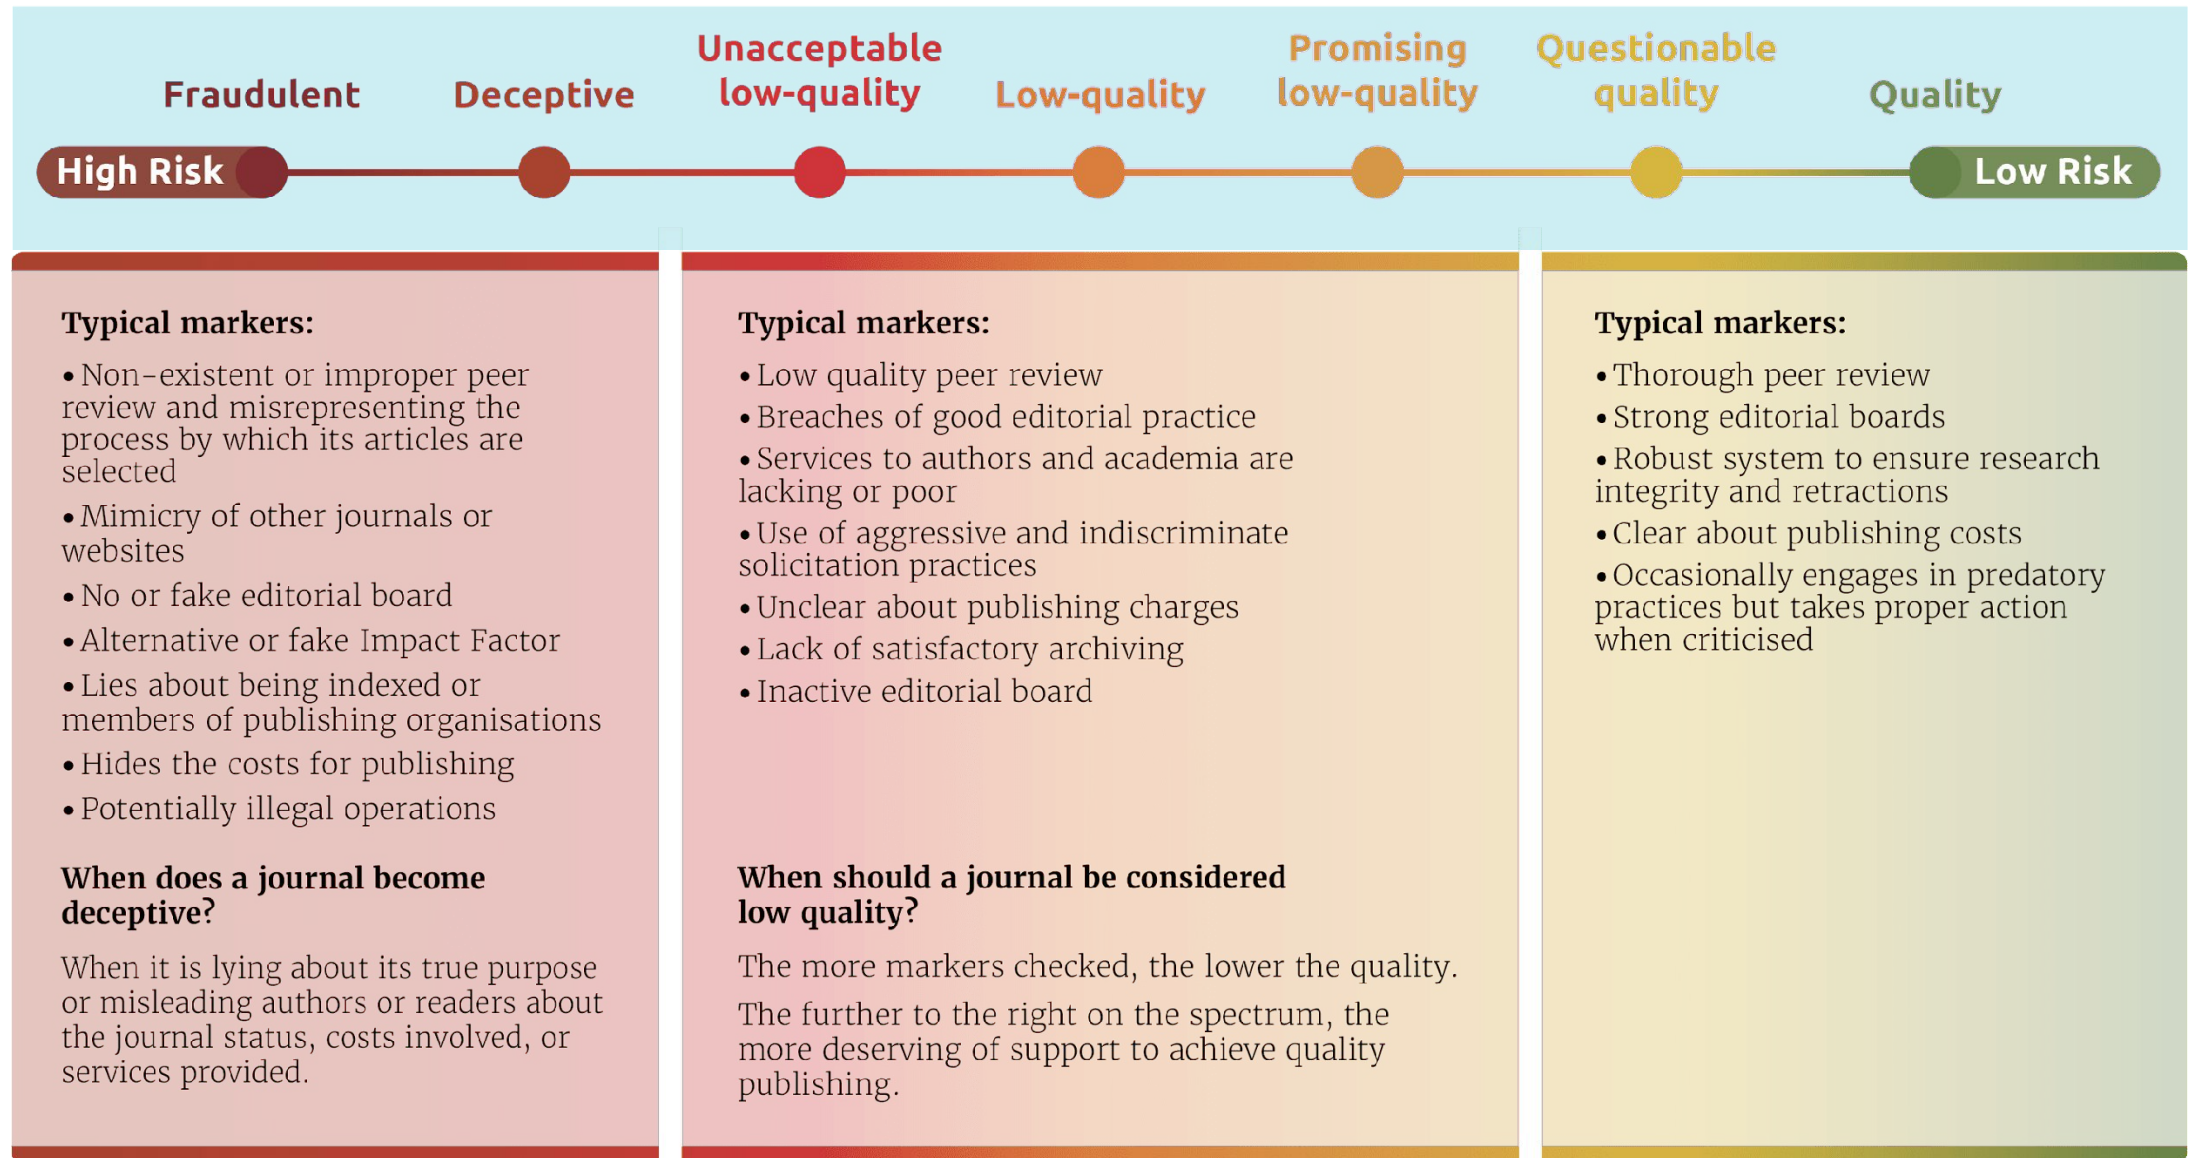 Fraudulent
Deceptive
Unacceptable
low-quality
Low-quality
Promising
low-quality
Questionable
quality
Quality
High Risk
Low Risk
Typical markers:
• Non-existent or improper peer
review and misrepresenting the
process by which its articles are
selected
• Mimicry of other journals or
websites
• No or fake editorial board
• Alternative or fake Impact Factor
• Lies about being indexed or
members of publishing organisations
• Hides the costs for publishing
• Potentially illegal operations
When does a journal become
deceptive?
When it is lying about its true purpose
or misleading authors or readers about
the journal status, costs involved, or
services provided.
Typical markers:
• Low quality peer review
• Breaches of good editorial practice
• Services to authors and academia are
lacking or poor
• Use of aggressive and indiscriminate
solicitation practices
• Unclear about publishing charges
• Lack of satisfactory archiving
• Inactive editorial board
When should a journal be considered
low quality?
The more markers checked, the lower the quality.
The further to the right on the spectrum, the
more deserving of support to achieve quality
publishing.
Typical markers:
• Thorough peer review
• Strong editorial boards
• Robust system to ensure research
integrity and retractions
• Clear about publishing costs
• Occasionally engages in predatory
practices but takes proper action
when criticised